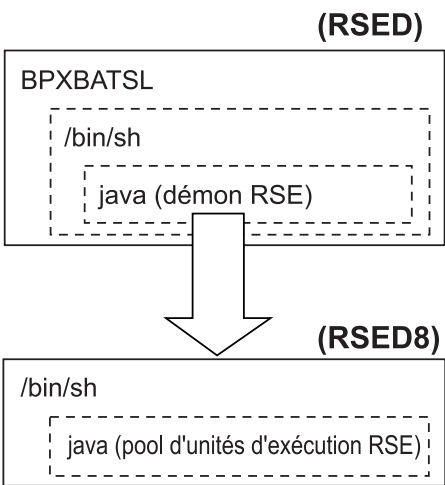 (RSED)
BPXBATSL
/bin/sh
java (démon RSE)
(RSED8)
/bin/sh
java (pool d'unités d'exécution RSE)